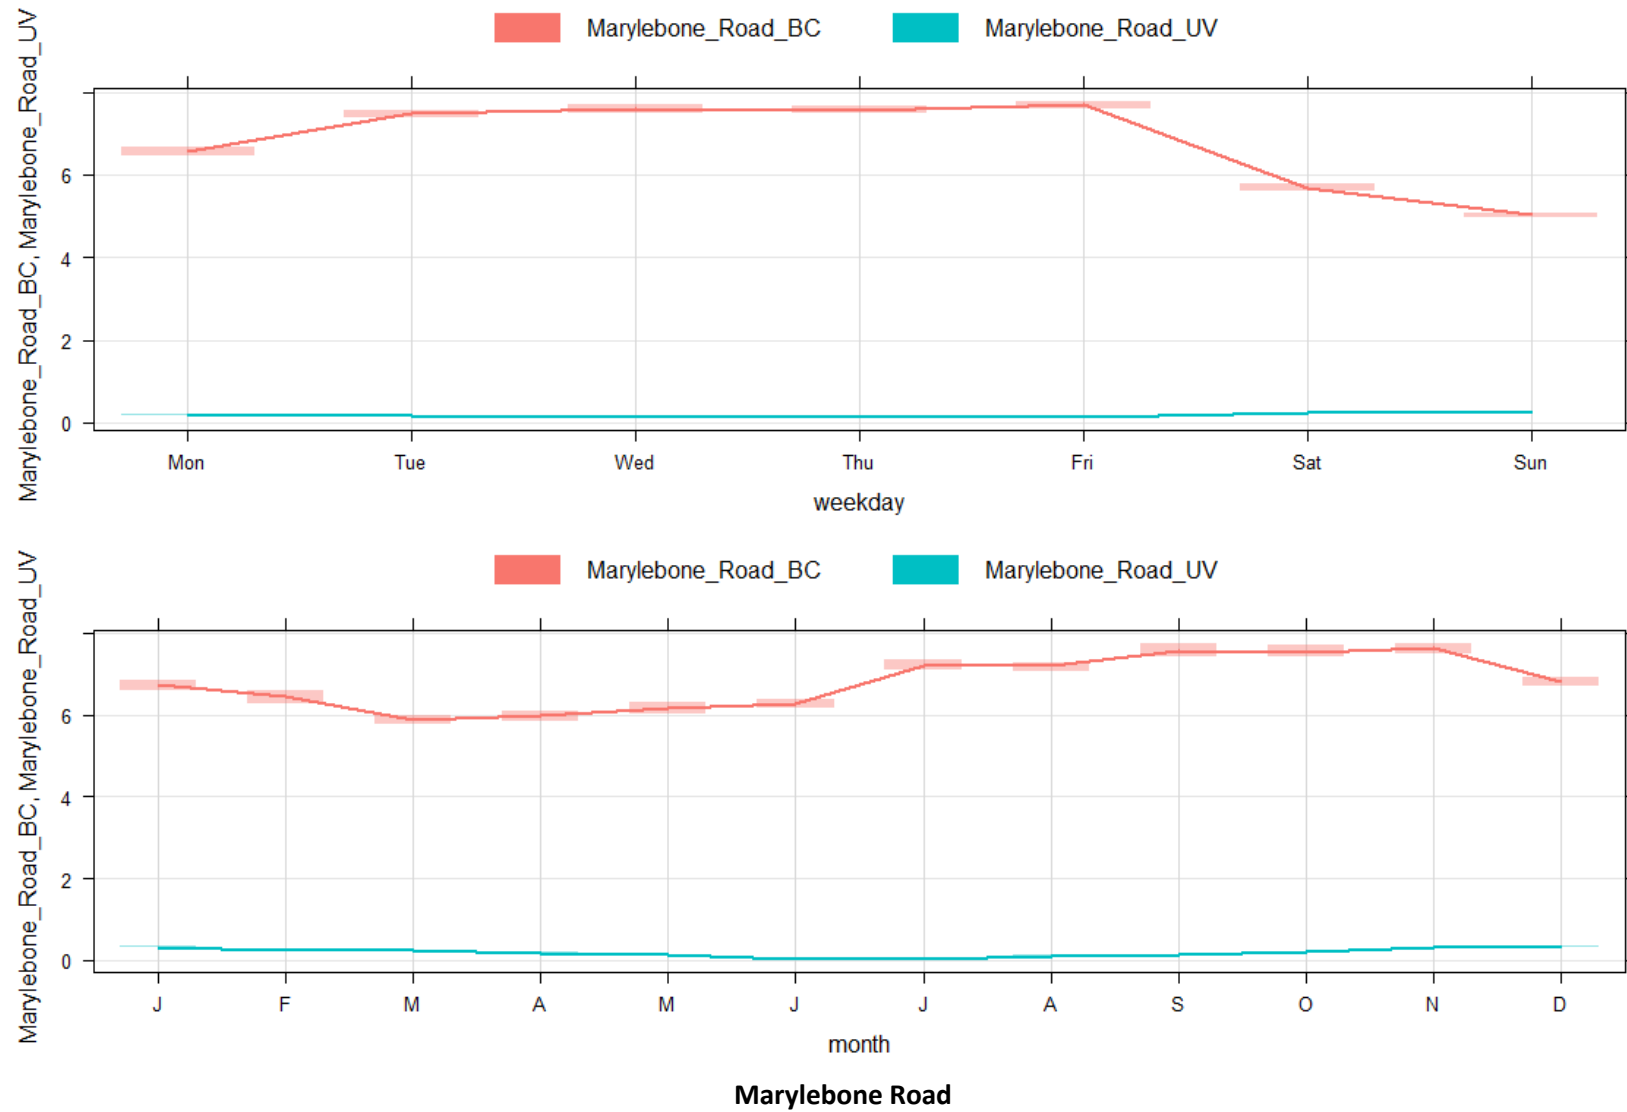 Marylebone_Road_BC Marylebone_Road_UV
Marylebone_Road_BC, Marylebone_Road_UV
6
4
2
0
Mon Tue Wed Thu Fri Sat Sun
weekday
Marylebone_Road_BC Marylebone_Road_UV
Marylebone_Road_BC, Marylebone_Road_UV
6
4
2
0
J F M A M J J A S O N D
month
Marylebone Road